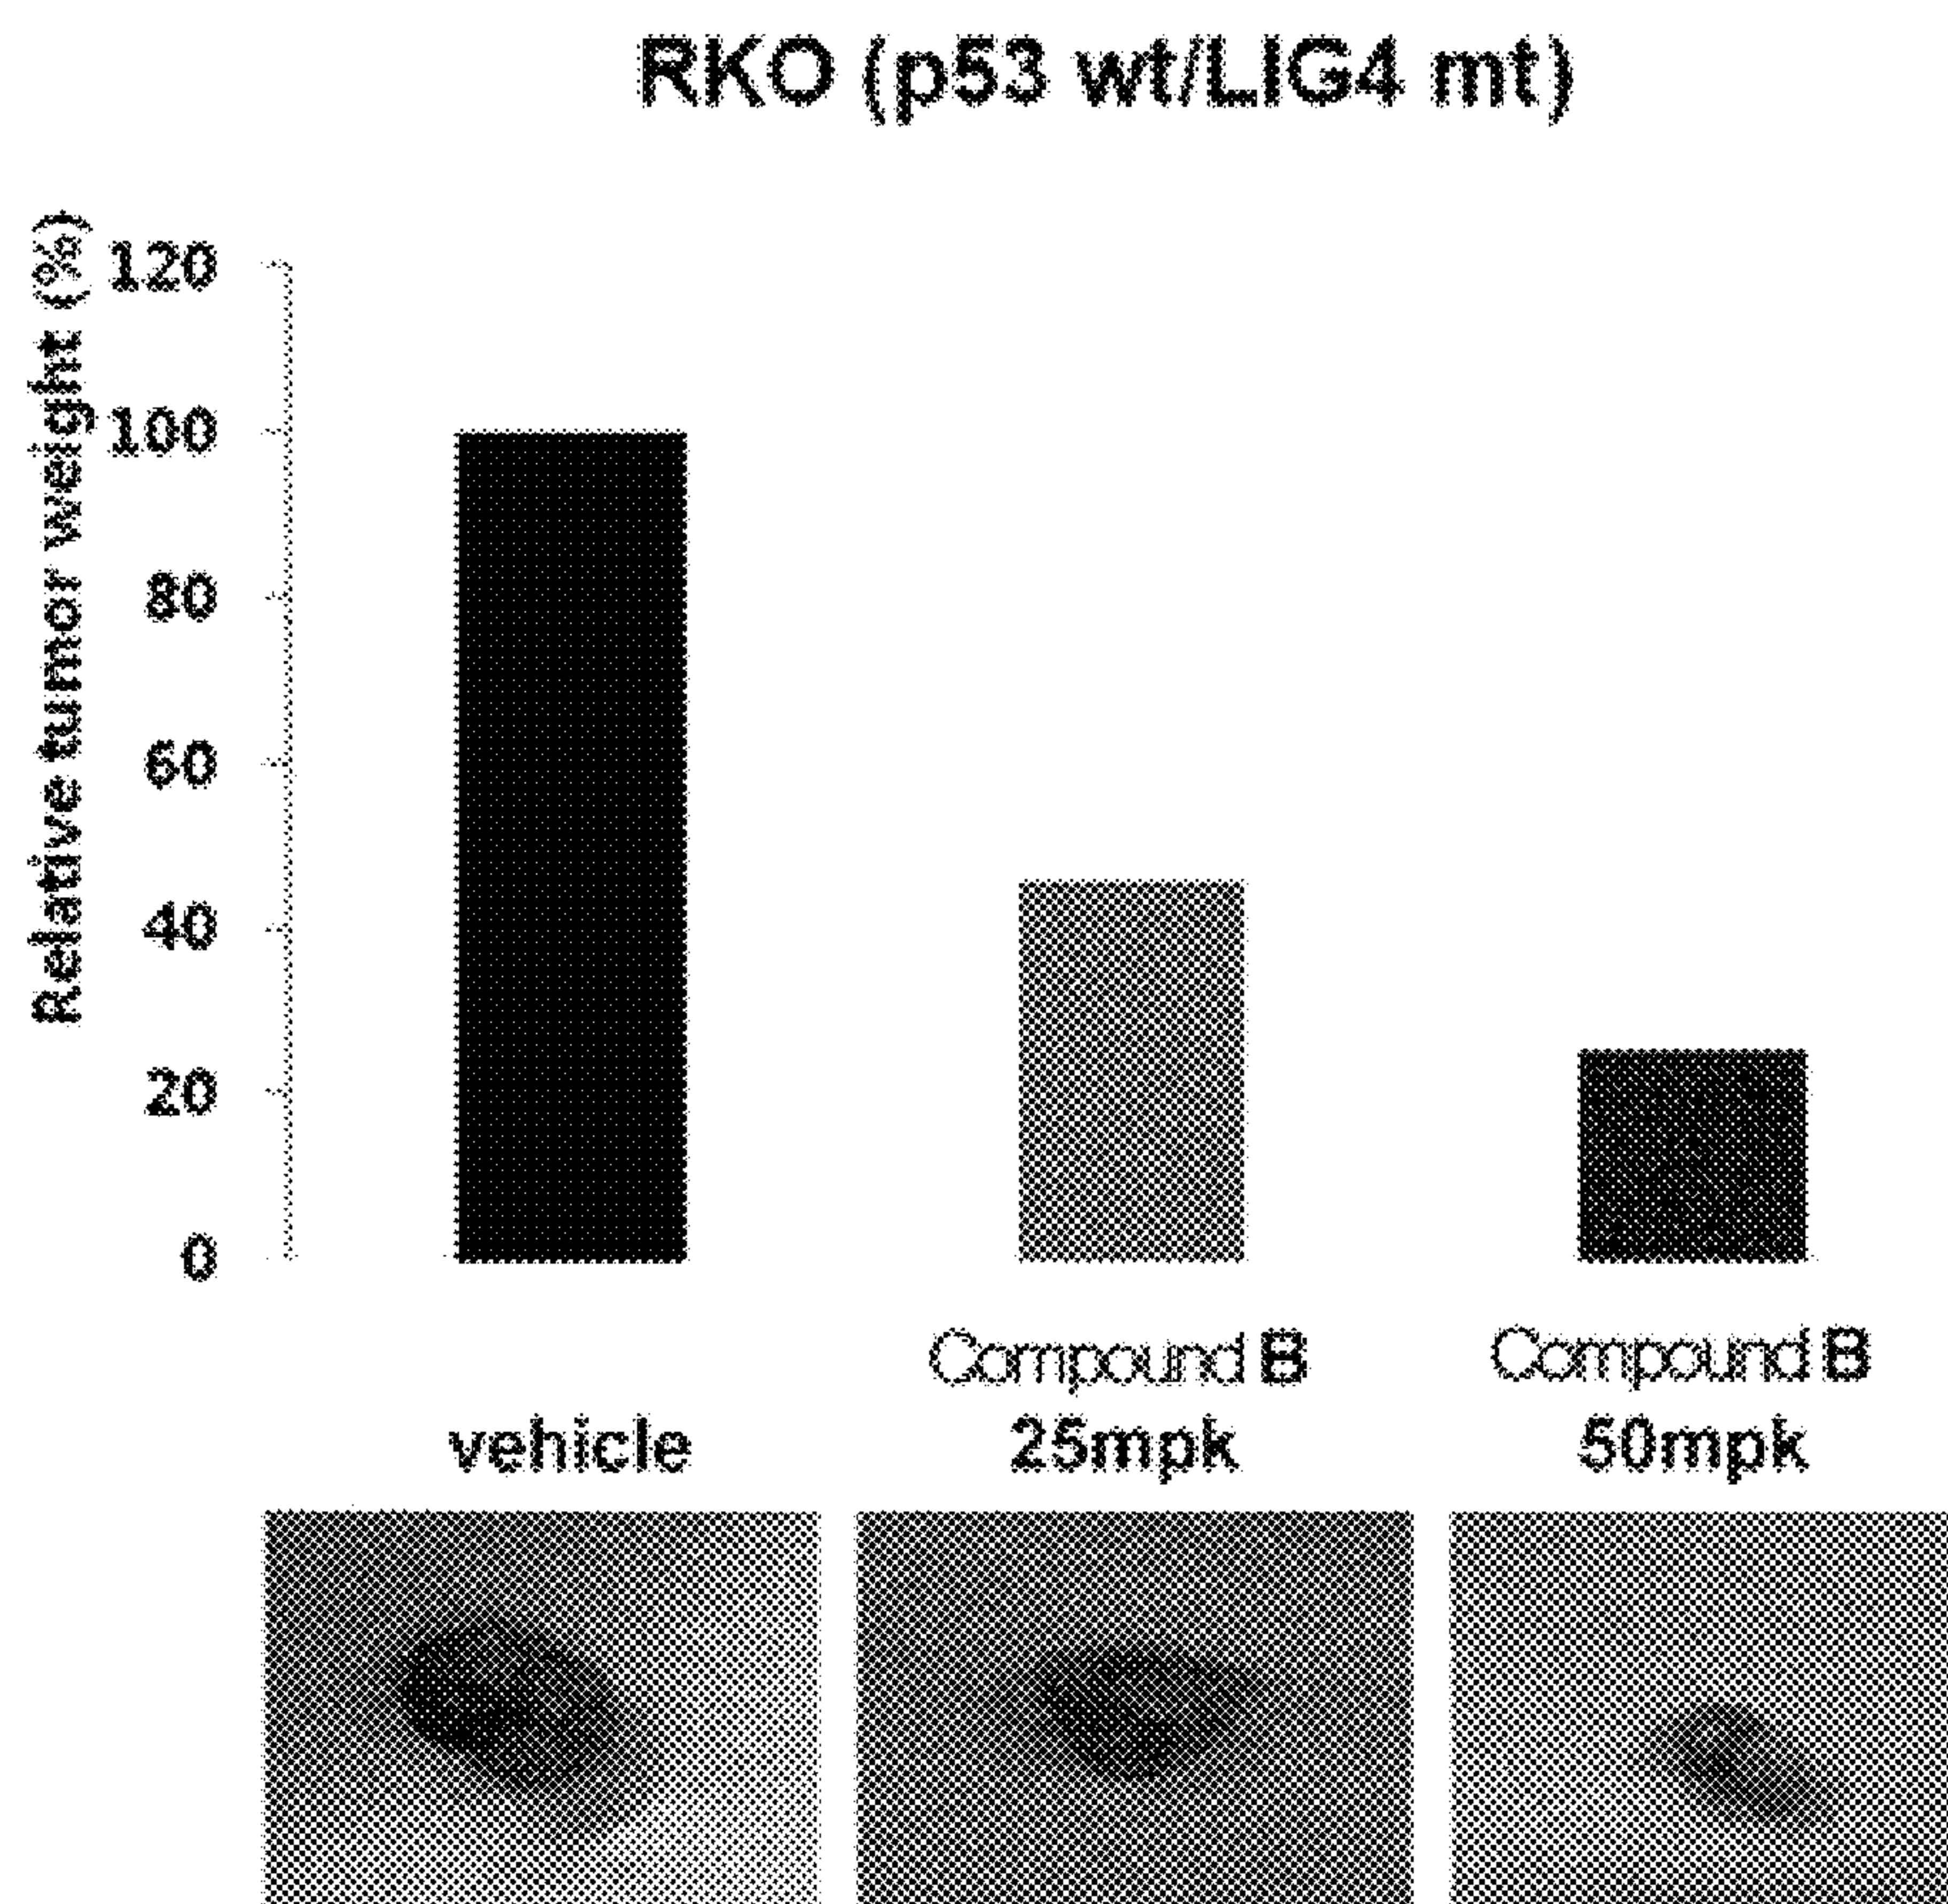 RKO (p53 wt/LIG4 mt)
Relative tumor weight (%)
120
100
80
60
40
20
0
Compound B
Compound B
vehicle
25mpk
50mpk